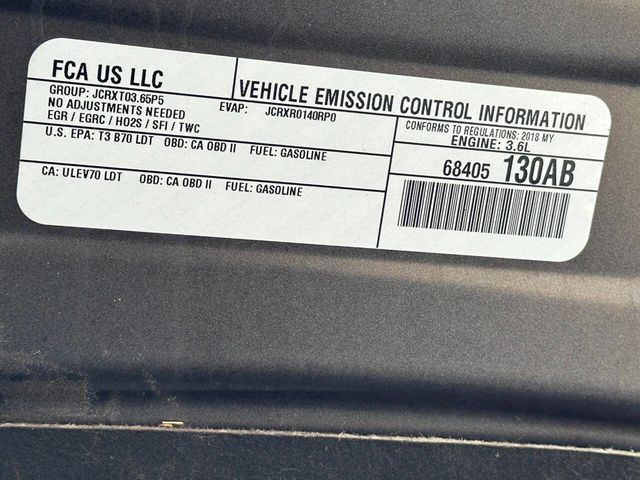 FCA US LLC
VEHICLE EMISSION CONTROL INFORMATION
GROUP: JCRXT03.65P5
EVAP: JCRXR0140RP0
NO ADJUSTMENTS NEEDED
EGR / EGRC / HO2S / SFI / TWC
CONFORMS TO REGULATIONS: 2018 MY
ENGINE: 3.6L
U.S. EPA: T3 B70 LDT OBD: CA OBD II FUEL: GASOLINE
CA: ULEV70 LDT OBD: CA OBD II FUEL: GASOLINE
68405 130AB